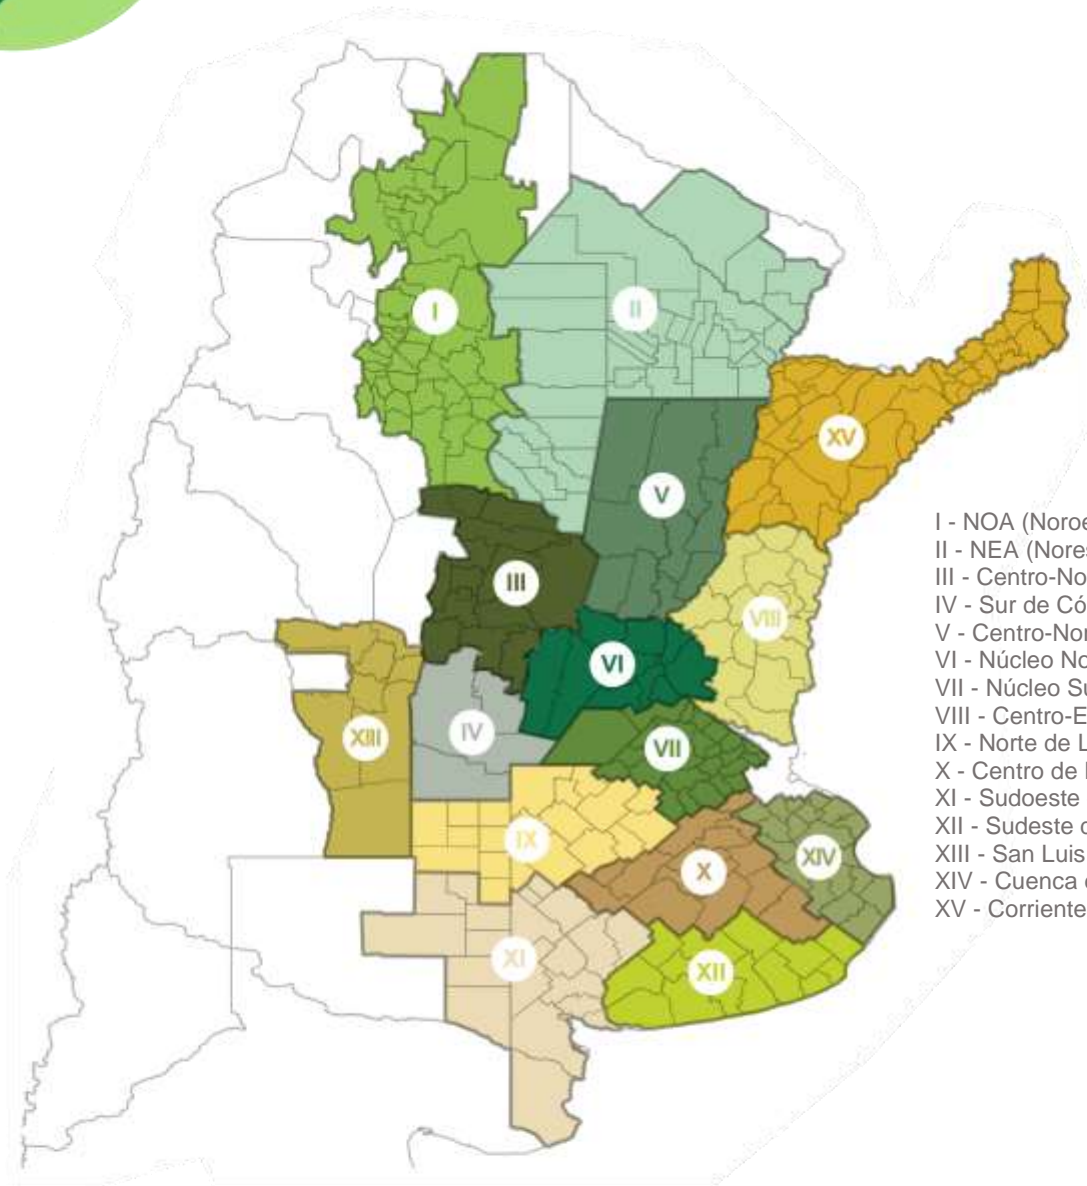 I
II
XV
V
III
VIII
VI
IV
XIII
VII
IX
XIV
X
XI
XII
I - NOA (Noroe
II - NEA (Nores
III - Centro-No
IV - Sur de Có
V - Centro-Nor
VI - Núcleo No
VII - Núcleo Su
VIII - Centro-E
IX - Norte de L
X - Centro de
XI - Sudoeste
XII - Sudeste
XIII - San Luis
XIV - Cuenca
XV - Corriente